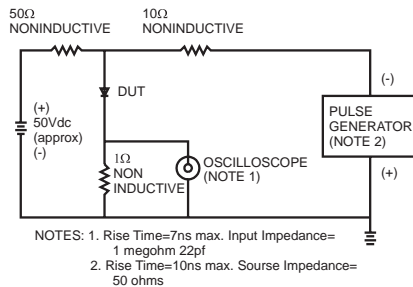 50Ω
NONINDUCTIVE
10Ω
NONINDUCTIVE
DUT
(+)
50Vdc
(approx)
(-)
1Ω
NON
INDUCTIVE
OSCILLOSCOPE
(NOTE 1)
(-)
PULSE
GENERATOR
(NOTE 2)
(+)
NOTES: 1. Rise Time=7ns max. Input Impedance=
1 megohm 22pf
2. Rise Time=10ns max. Sourse Impedance=
50 ohms